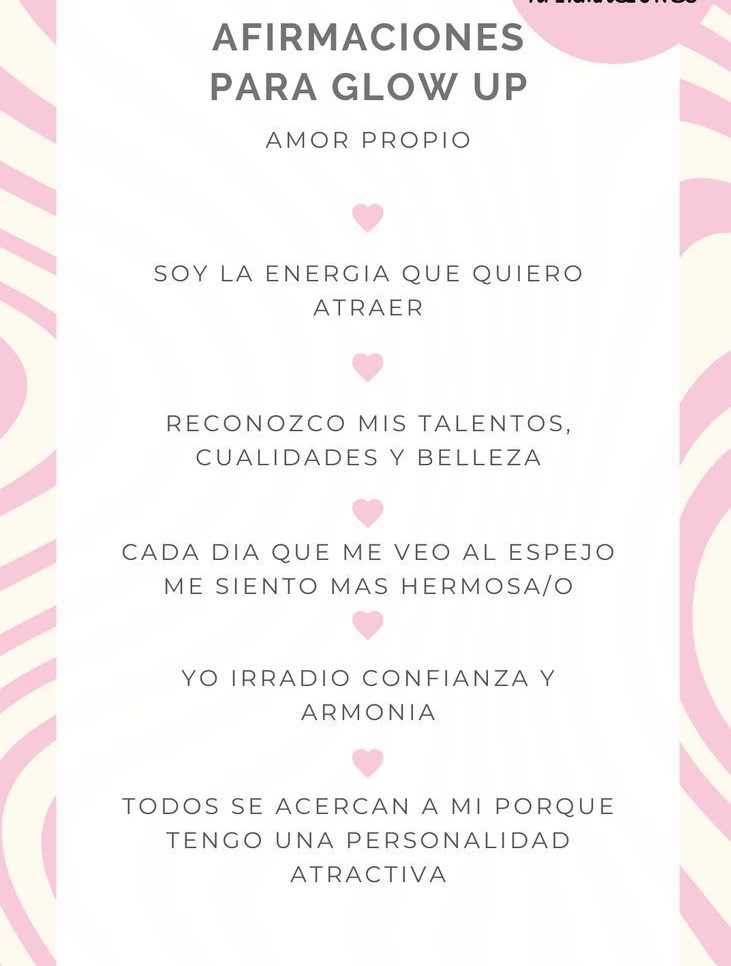 AFIRMACIONES
PARA GLOW UP
AMOR PROPIO
SOY LA ENERGIA QUE QUIERO
ATRAER
RECONOZCO MIS TALENTOS,
CUALIDADES Y BELLEZA
CADA DIA QUE ME VEO AL ESPEJO
ME SIENTO MAS HERMOSA/O
YO IRRADIO CONFIANZA Y
ARMONIA
TODOS SE ACERCAN A MI PORQUE
TENGO UNA PERSONALIDAD
ATRACTIVA